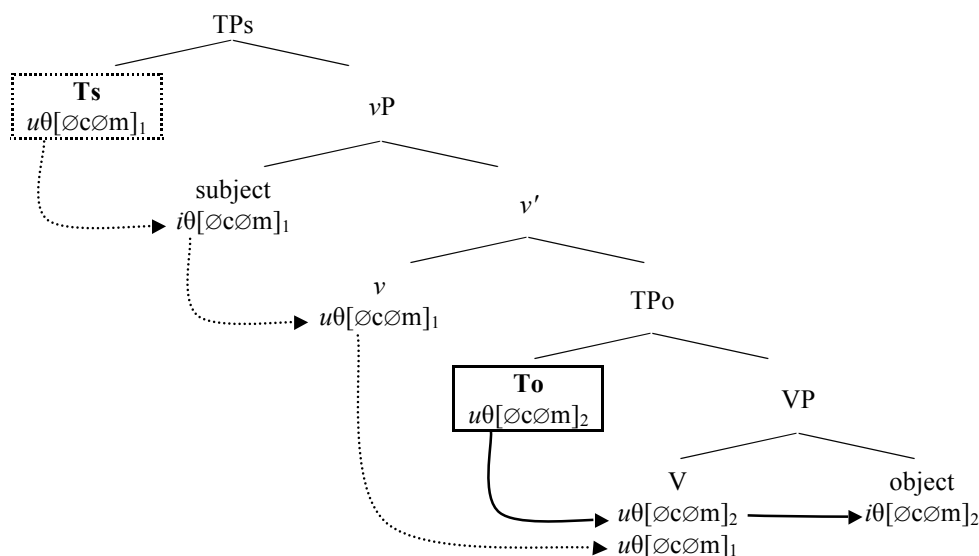 TPs
Ts
uθ[∅c∅m]₁
vP
subject
iθ[∅c∅m]₁
v′
v
uθ[∅c∅m]₁
TPo
To
uθ[∅c∅m]₂
VP
V
uθ[∅c∅m]₂
uθ[∅c∅m]₁
object
iθ[∅c∅m]₂